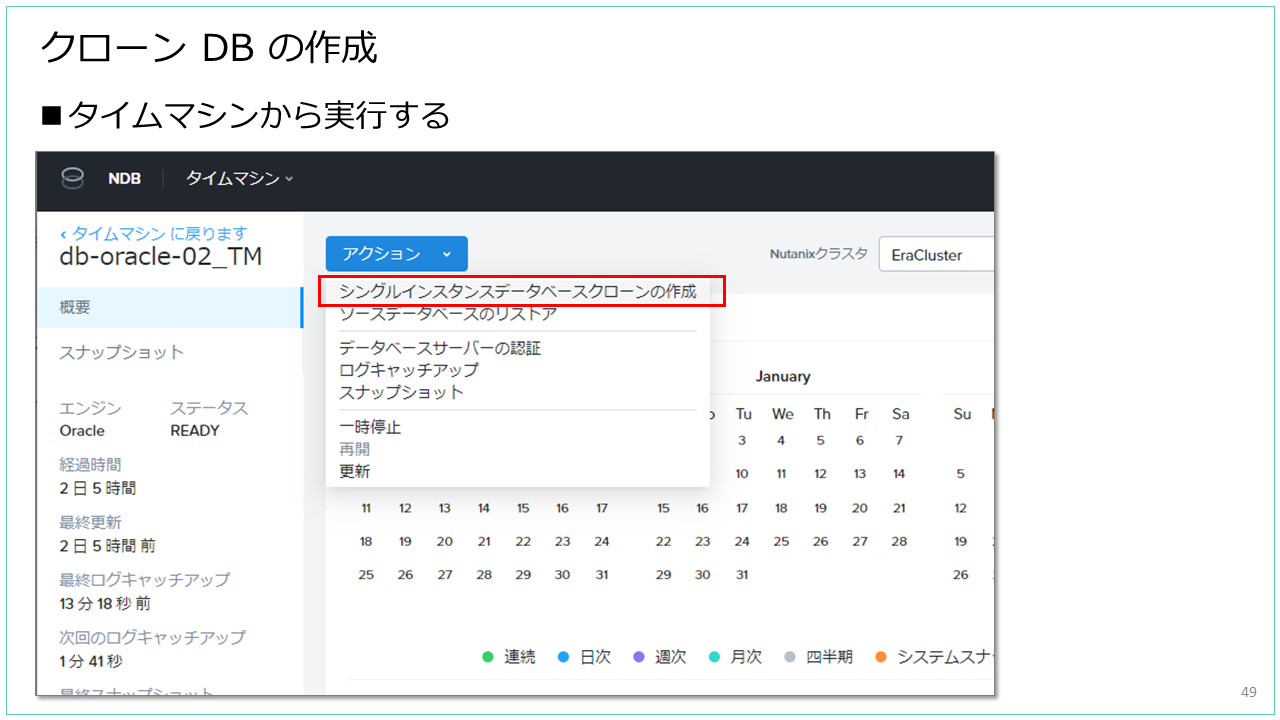 クローン DB の作成
■タイムマシンから実行する
NDB タイムマシン
‹ タイムマシン に戻ります
db-oracle-02_TM
アクション
Nutanixクラスタ EraCluster
シングルインスタンスデータベースクローンの作成
ソースデータベースのリストア
データベースサーバーの認証
ログキャッチアップ
スナップショット
一時停止
再開
更新
概要
スナップショット
エンジン ステータス
Oracle READY
経過時間
2 日 5 時間
最終更新
2 日 5 時間 前
最終ログキャッチアップ
13 分 18 秒 前
次回のログキャッチアップ
1 分 41 秒
最終スナップショット
January
Tu We Th Fr Sa Su
3 4 5 6 7
10 11 12 13 14 5
11 12 13 14 15 16 17 15 16 17 18 19 20 21 12
18 19 20 21 22 23 24 22 23 24 25 26 27 28 19
25 26 27 28 29 30 31 29 30 31 26
連続 日次 週次 月次 四半期 システムスナ
49